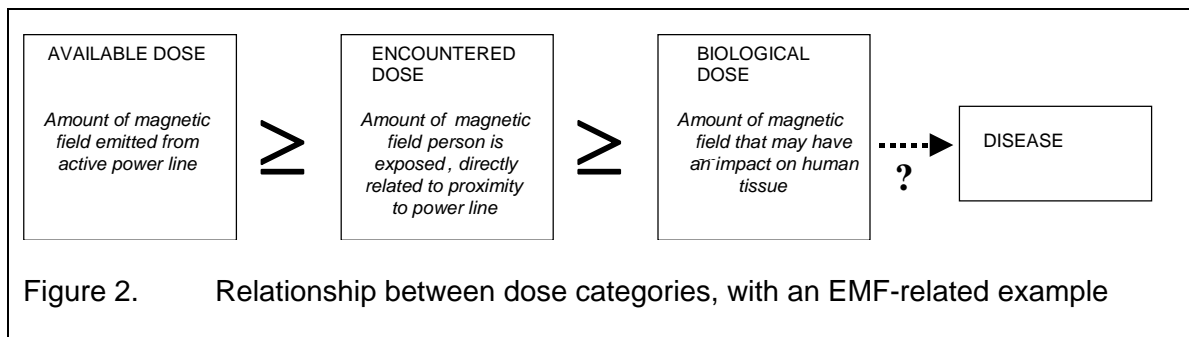 AVAILABLE DOSE
Amount of magnetic
field emitted from
active power line
≥
ENCOUNTERED
DOSE
Amount of magnetic
field person is
exposed, directly
related to proximity
to power line
≥
BIOLOGICAL
DOSE
Amount of magnetic
field that may have
an impact on human
tissue
?
DISEASE
Figure 2. Relationship between dose categories, with an EMF-related example